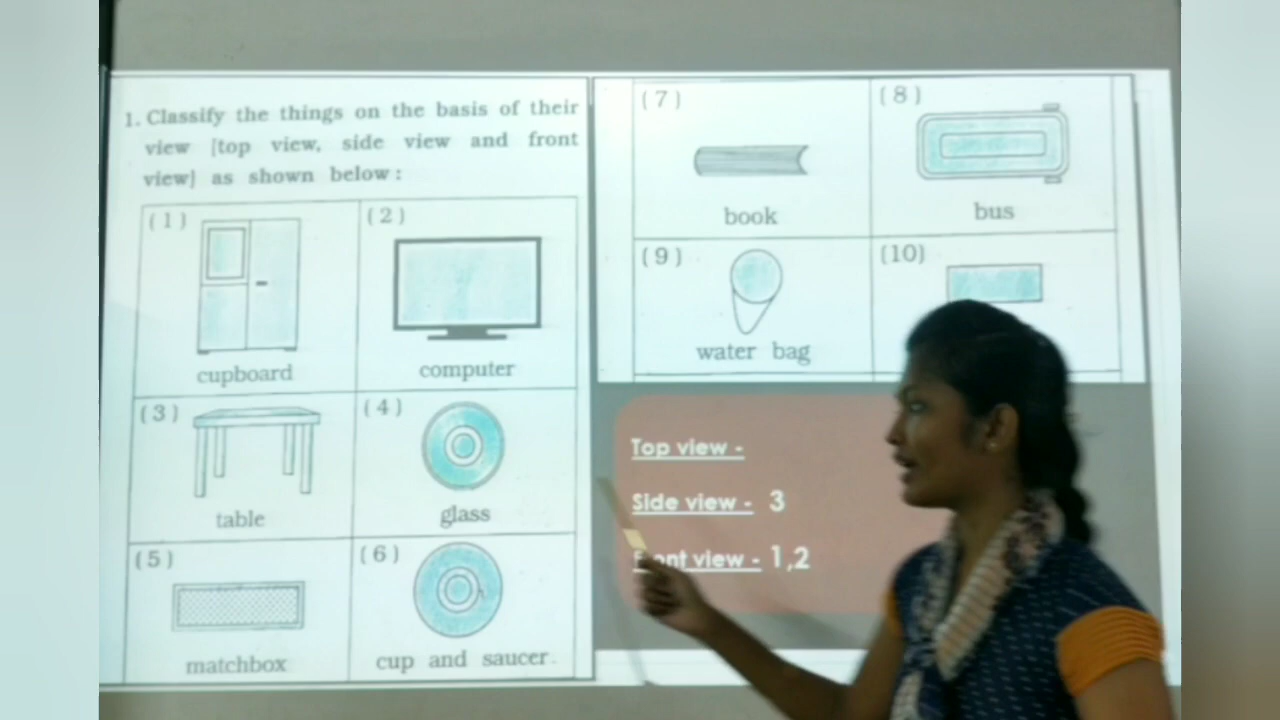 1. Classify the things on the basis of their
view [top view, side view and front
view] as shown below :
(1)
(2)
cupboard
computer
(3)
(4)
table
glass
(5)
(6)
matchbox
cup and saucer.
(7)
(8)
book
bus
(9)
(10)
water bag
Top view -
Side view - 3
Front view - 1,2